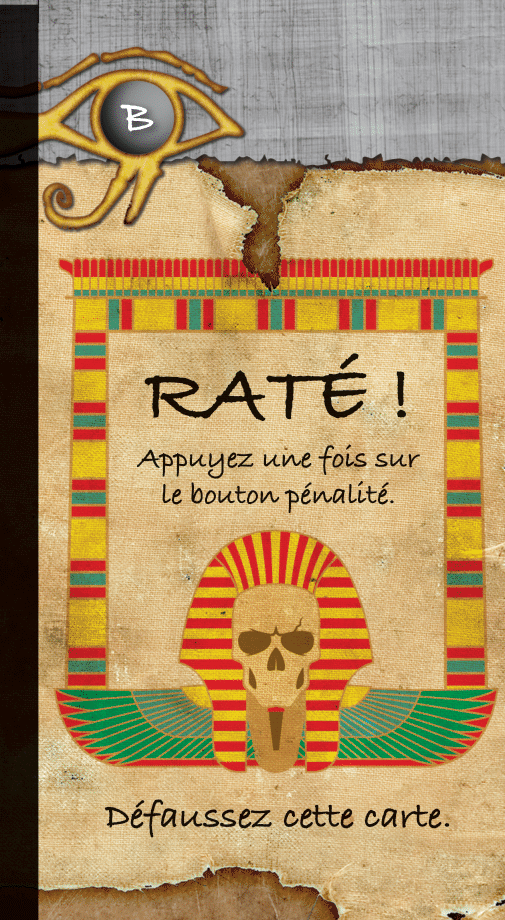 B
RATÉ !
Appuyez une fois sur
le bouton pénalité.
Défaussez cette carte.